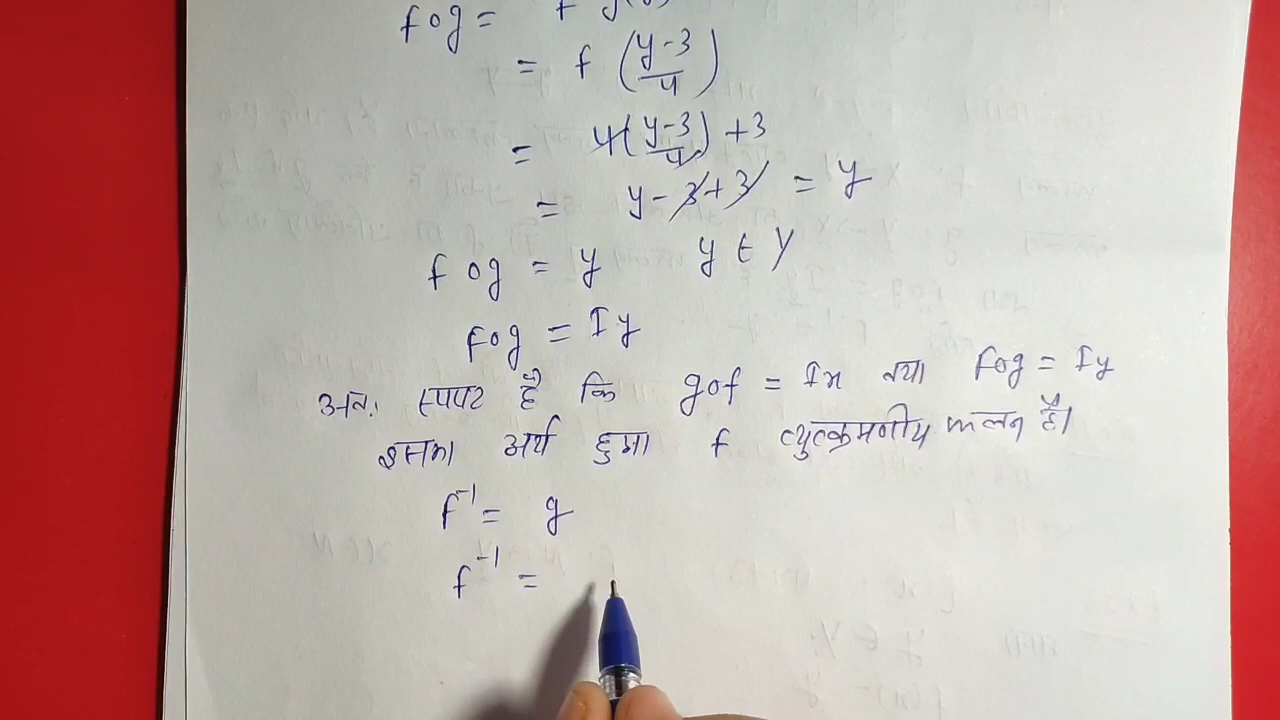 fog =
= f (y-3/4)
= 4(y-3/4) + 3
= y - 3 + 3 = y
fog = y y ∈ Y
fog = Iy
अतः स्पष्ट है कि gof = Ix तथा fog = Iy
इसका अर्थ हुआ f व्युत्क्रमणीय फलन है।
f⁻¹ = g
f⁻¹ =